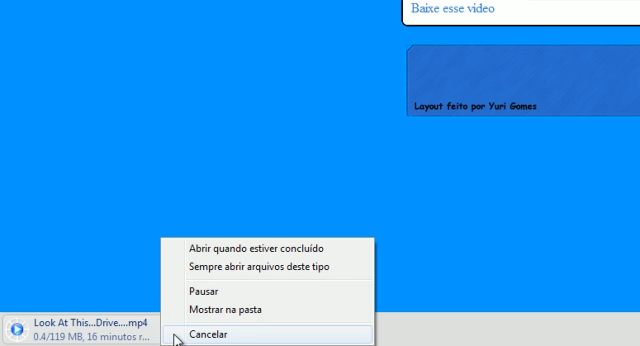 Baixe esse video
Layout feito por Yuri Gomes
Abrir quando estiver concluído
Sempre abrir arquivos deste tipo
Pausar
Mostrar na pasta
Cancelar
Look At This...Drive....mp4
0.4/119 MB, 16 minutos r...